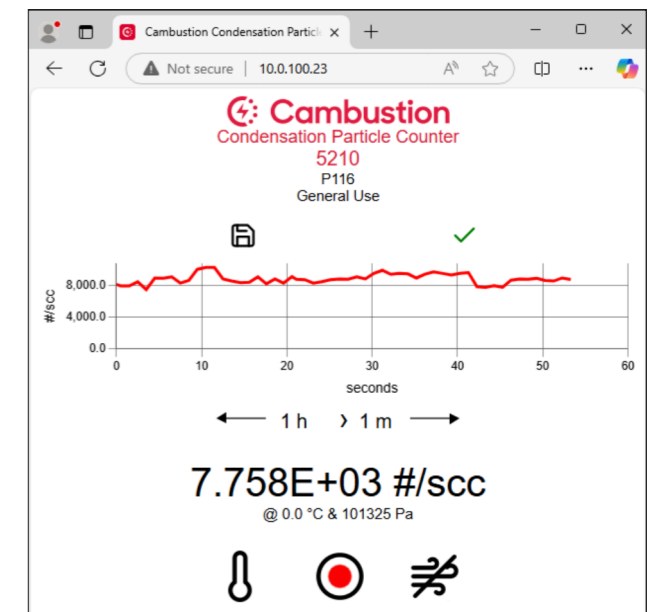 Cambustion Condensation Particl
Not secure
10.0.100.23
Cambustion
Condensation Particle Counter
5210
P116
General Use
#/scc
8,000.0
4,000.0
0.0
0 10 20 30 40 50 60
seconds
1 h › 1 m
7.758E+03 #/scc
@ 0.0 °C & 101325 Pa